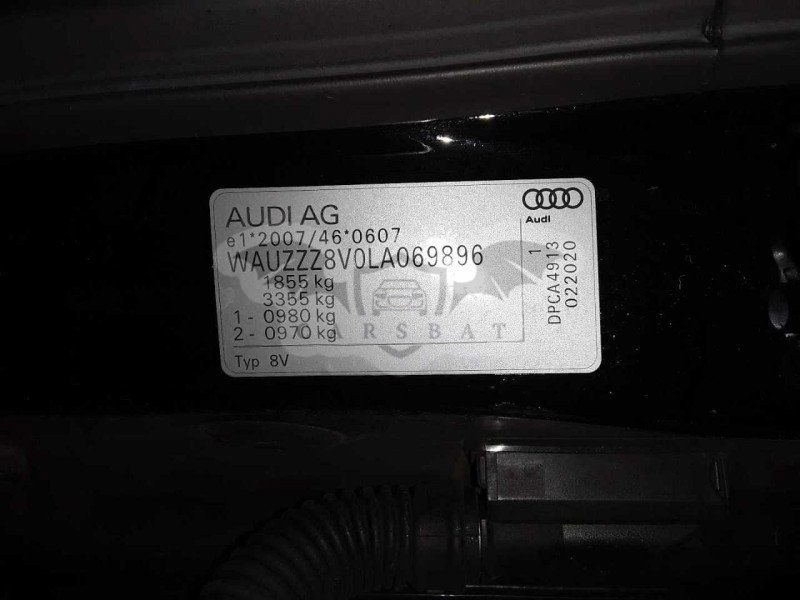 AUDI AG
Audi
e1*2007/46*0607
WAUZZZ8V0LA069896
1855 kg
3355 kg
1 - 0980 kg
2 - 0970 kg
Typ 8V
DPCA4913 1
022020
CARSBAT